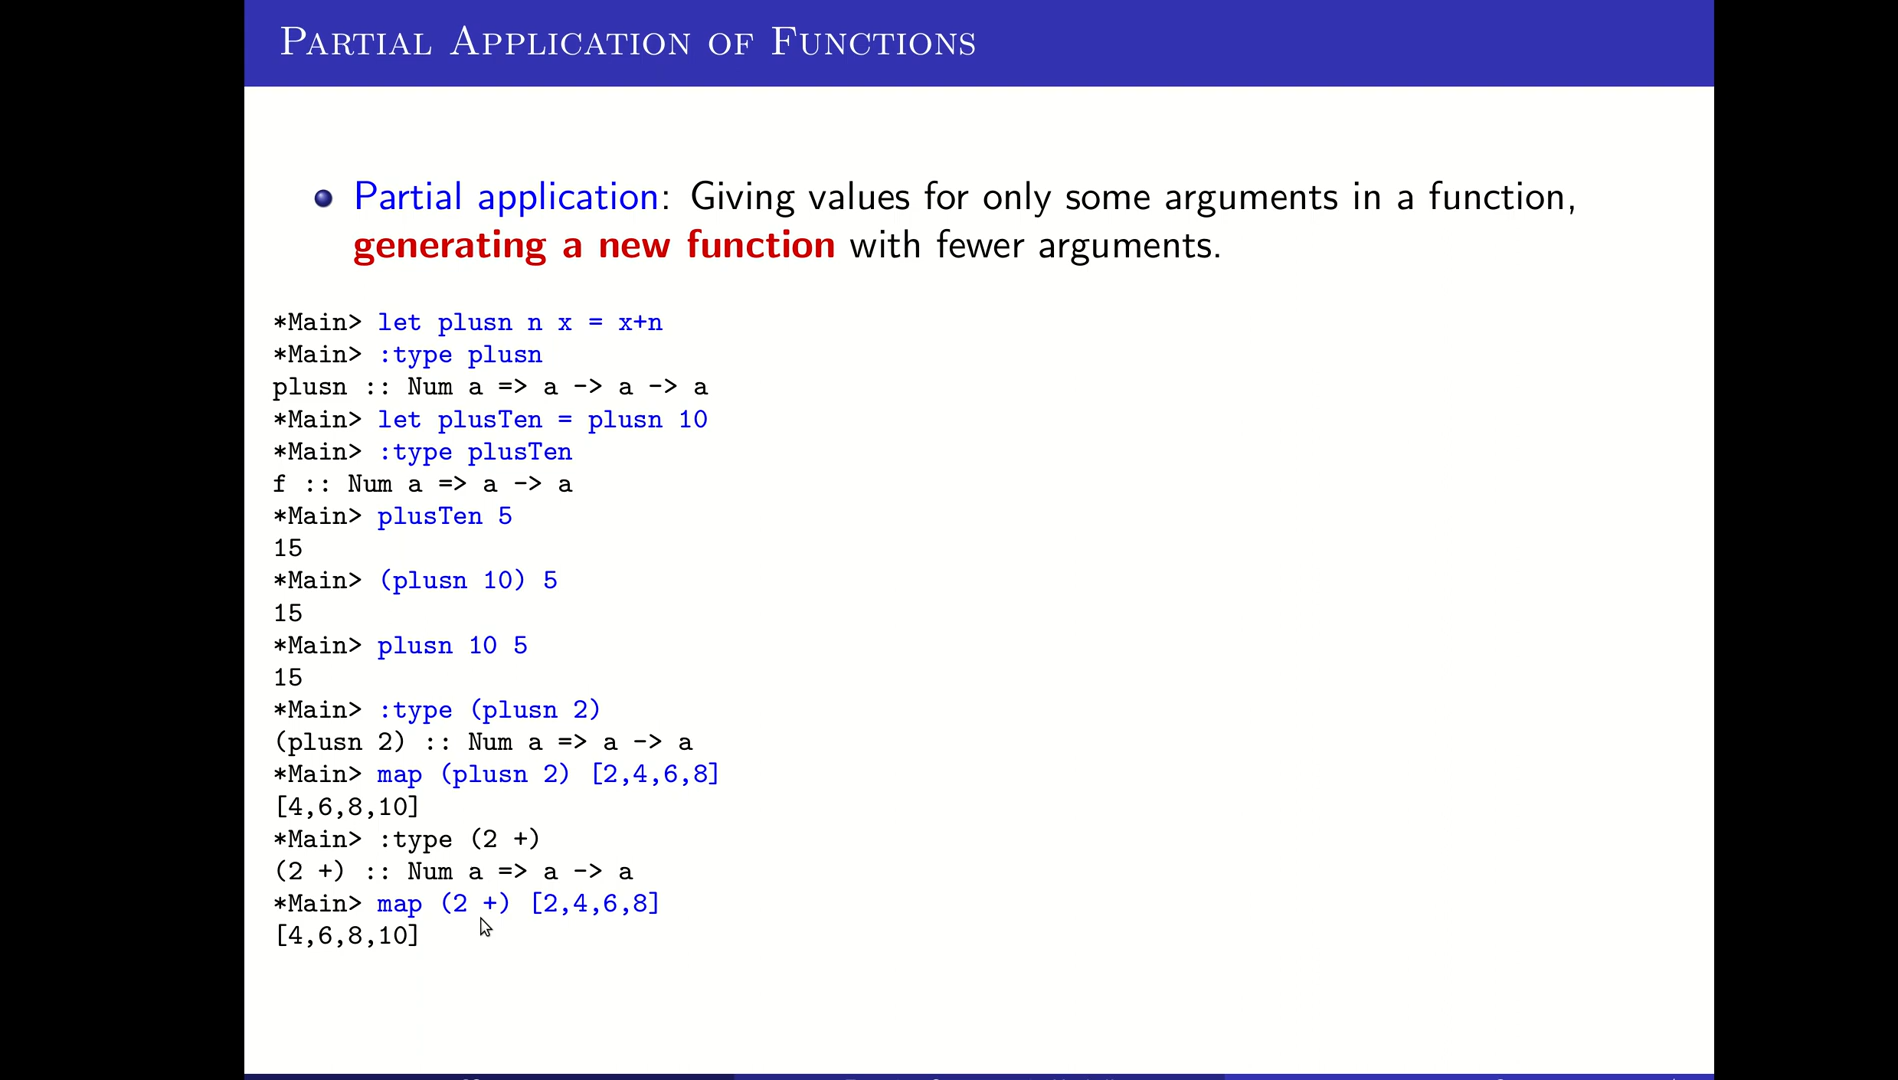 Partial Application of Functions
Partial application: Giving values for only some arguments in a function,
generating a new function with fewer arguments.
*Main> let plusn n x = x+n
*Main> :type plusn
plusn :: Num a => a -> a -> a
*Main> let plusTen = plusn 10
*Main> :type plusTen
f :: Num a => a -> a
*Main> plusTen 5
15
*Main> (plusn 10) 5
15
*Main> plusn 10 5
15
*Main> :type (plusn 2)
(plusn 2) :: Num a => a -> a
*Main> map (plusn 2) [2,4,6,8]
[4,6,8,10]
*Main> :type (2 +)
(2 +) :: Num a => a -> a
*Main> map (2 +) [2,4,6,8]
[4,6,8,10]